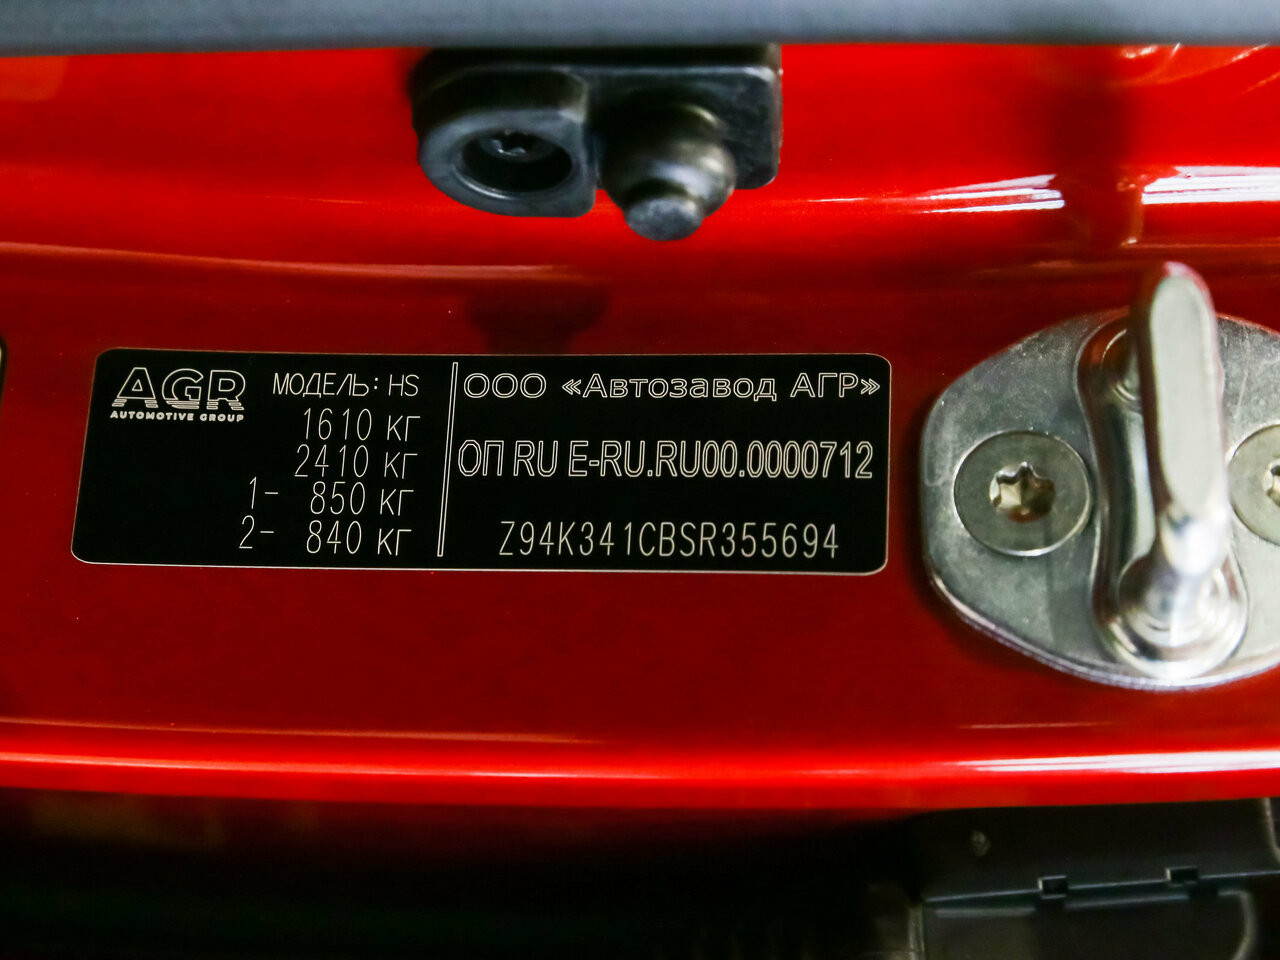 AGR
AUTOMOTIVE GROUP
МОДЕЛЬ: HS
1610 КГ
2410 КГ
1- 850 КГ
2- 840 КГ
ООО «Автозавод АГР»
ОП RU E-RU.RU00.0000712
Z94K341CBSR355694